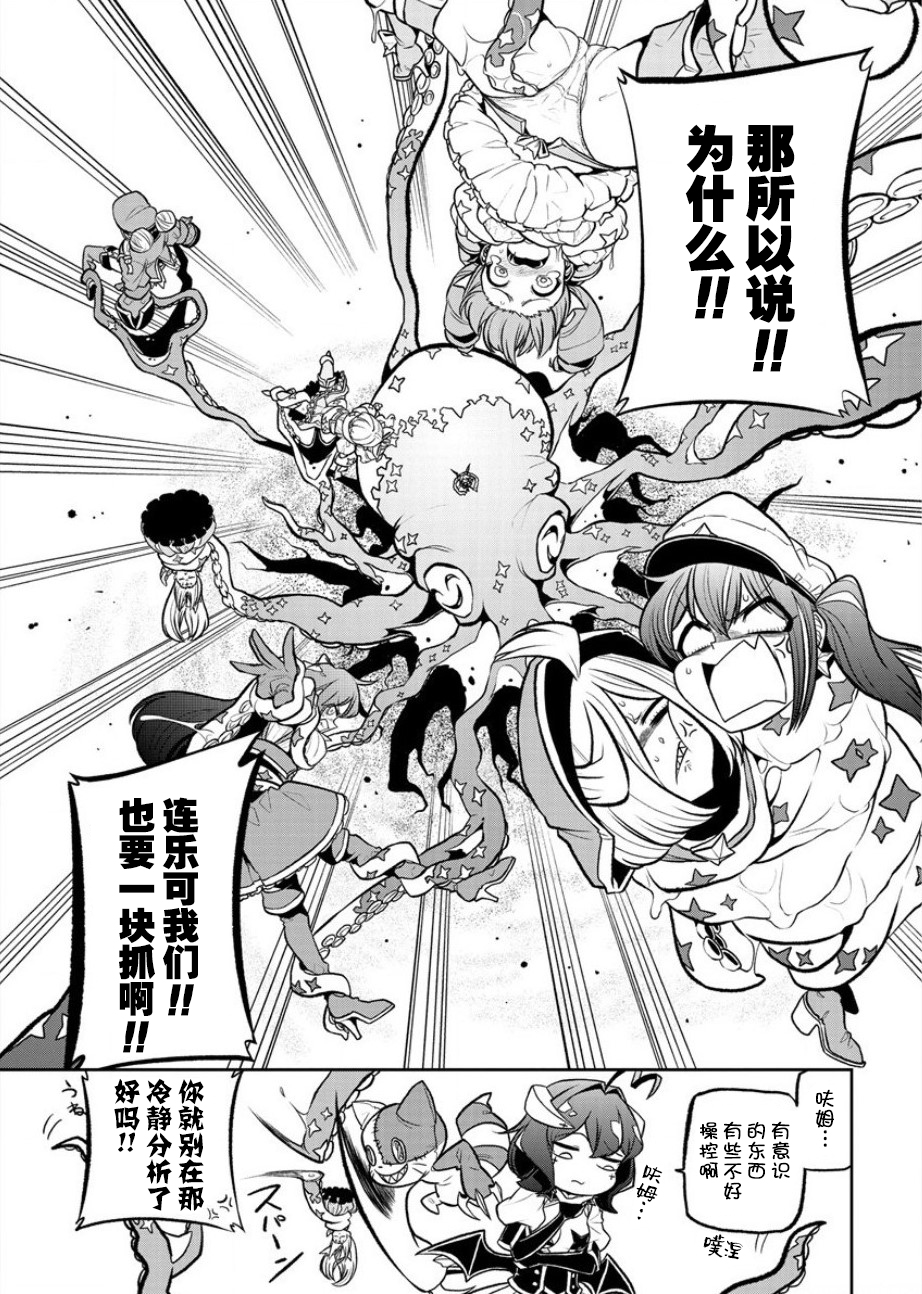 那所以说!!
为什么!!
连乐可我们!!
也要一块抓啊!!
呋姆…
有意识
的东西
有些不好
操控啊
噗涅
呋姆…
スパーン
你就别在那
冷静分析了
好吗!!
うね